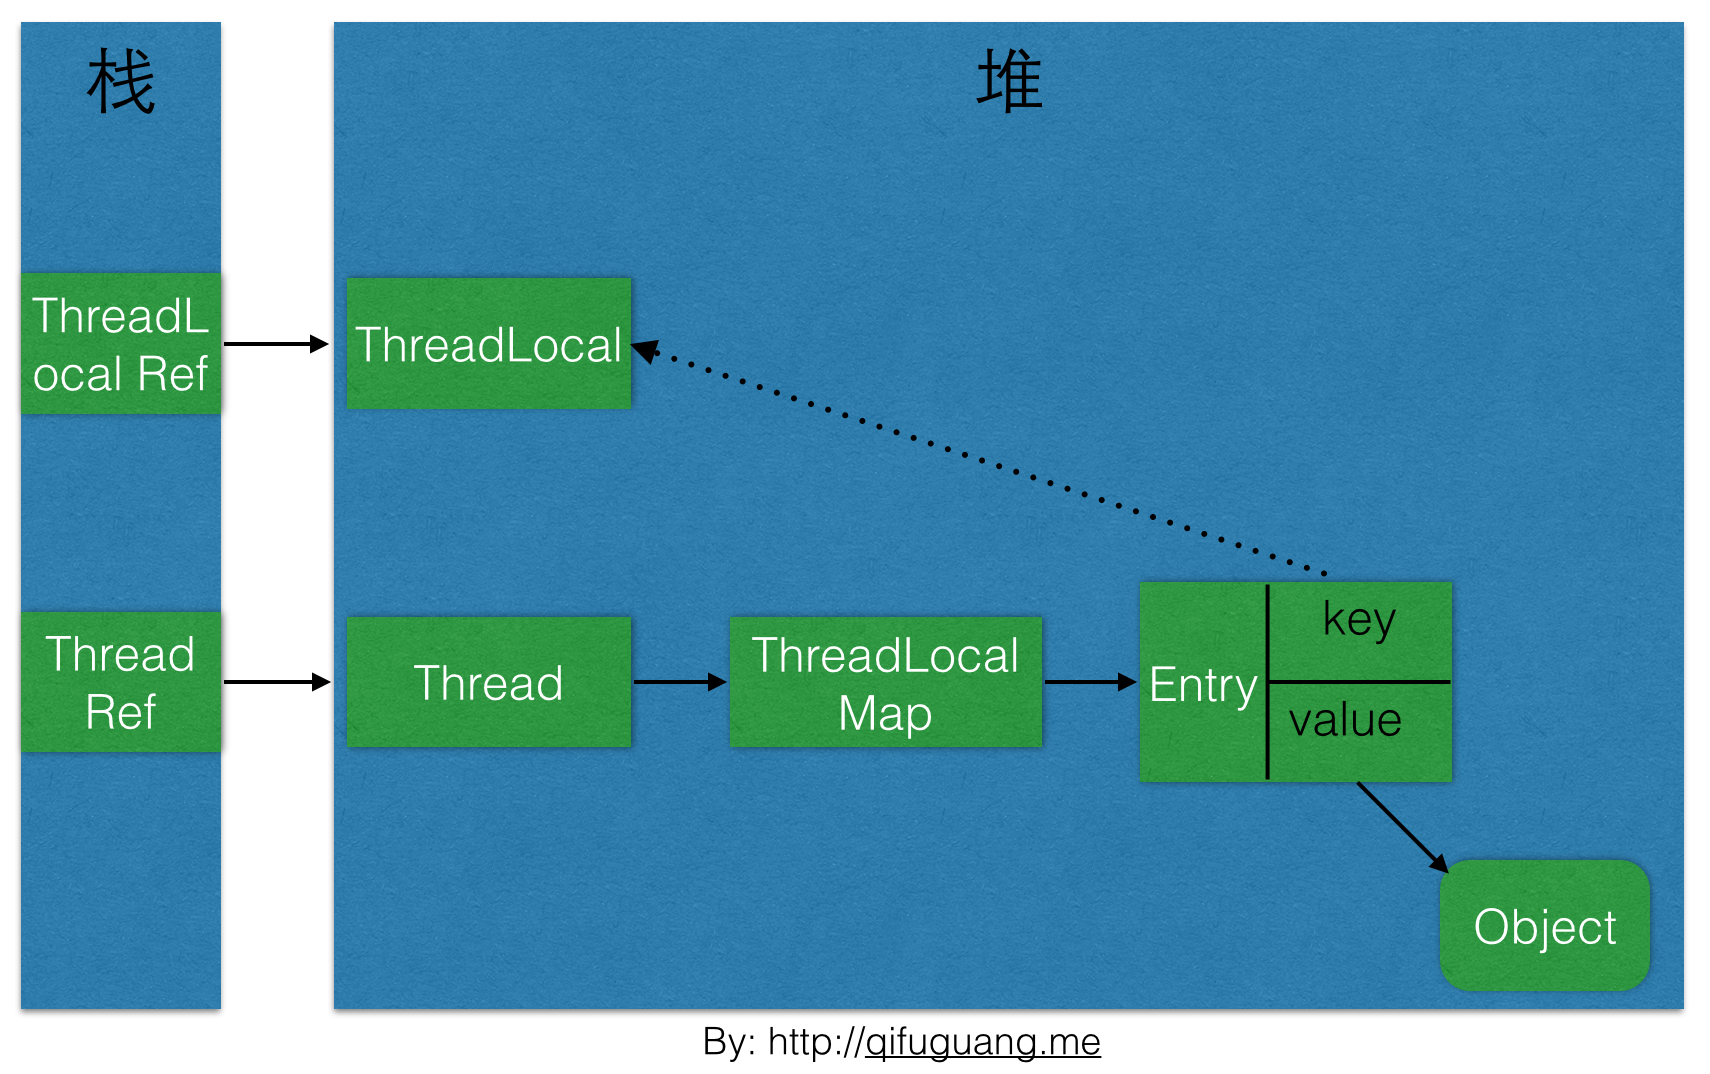 栈
堆
ThreadL
ocal Ref
ThreadLocal
Thread
Ref
Thread
ThreadLocal
Map
Entry
key
value
Object
By: http://qifuguang.me